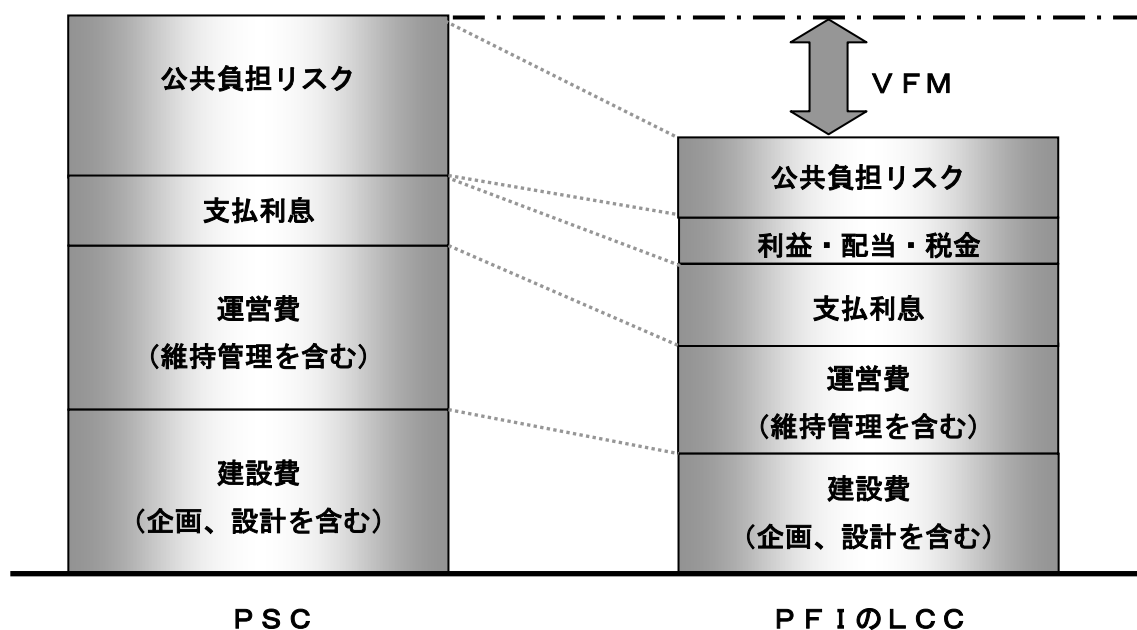 公共負担リスク
支払利息
運営費
（維持管理を含む）
建設費
（企画、設計を含む）
ＰＳＣ
ＶＦＭ
公共負担リスク
利益・配当・税金
支払利息
運営費
（維持管理を含む）
建設費
（企画、設計を含む）
ＰＦＩのＬＣＣ